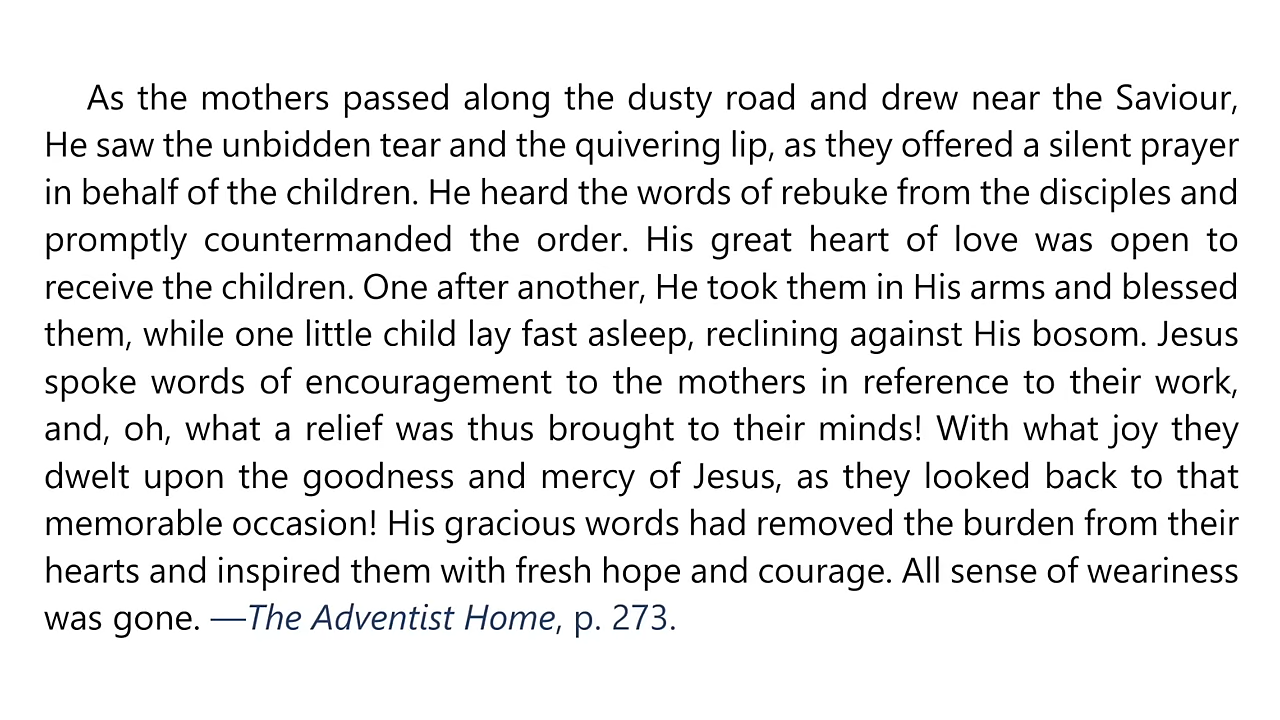 As the mothers passed along the dusty road and drew near the Saviour,
He saw the unbidden tear and the quivering lip, as they offered a silent prayer
in behalf of the children. He heard the words of rebuke from the disciples and
promptly countermanded the order. His great heart of love was open to
receive the children. One after another, He took them in His arms and blessed
them, while one little child lay fast asleep, reclining against His bosom. Jesus
spoke words of encouragement to the mothers in reference to their work,
and, oh, what a relief was thus brought to their minds! With what joy they
dwelt upon the goodness and mercy of Jesus, as they looked back to that
memorable occasion! His gracious words had removed the burden from their
hearts and inspired them with fresh hope and courage. All sense of weariness
was gone. —The Adventist Home, p. 273.